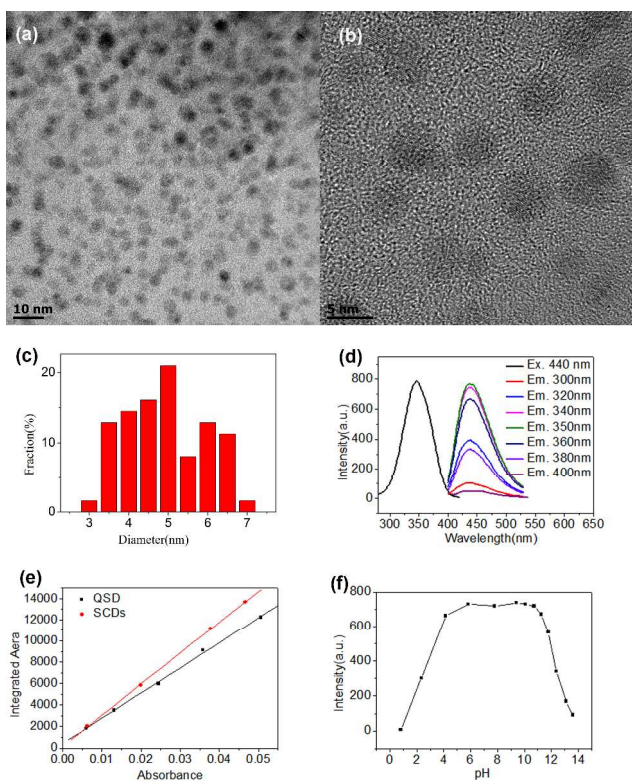 (a)
10 nm
(b)
5 nm
(c)
20
10
0
3 4 5 6 7
Fraction(%)
Diameter(nm)
(d)
800
600
400
200
0
300 350 400 450 500 550 600 650
Intensity(a.u.)
Wavelength(nm)
Ex. 440 nm
Em. 300nm
Em. 320nm
Em. 340nm
Em. 350nm
Em. 360nm
Em. 380nm
Em. 400nm
(e)
QSD
SCDs
14000
12000
10000
8000
6000
4000
2000
0
0.00 0.01 0.02 0.03 0.04 0.05
Integrated Aera
Absorbance
(f)
800
600
400
200
0
0 2 4 6 8 10 12 14
Intensity(a.u.)
pH